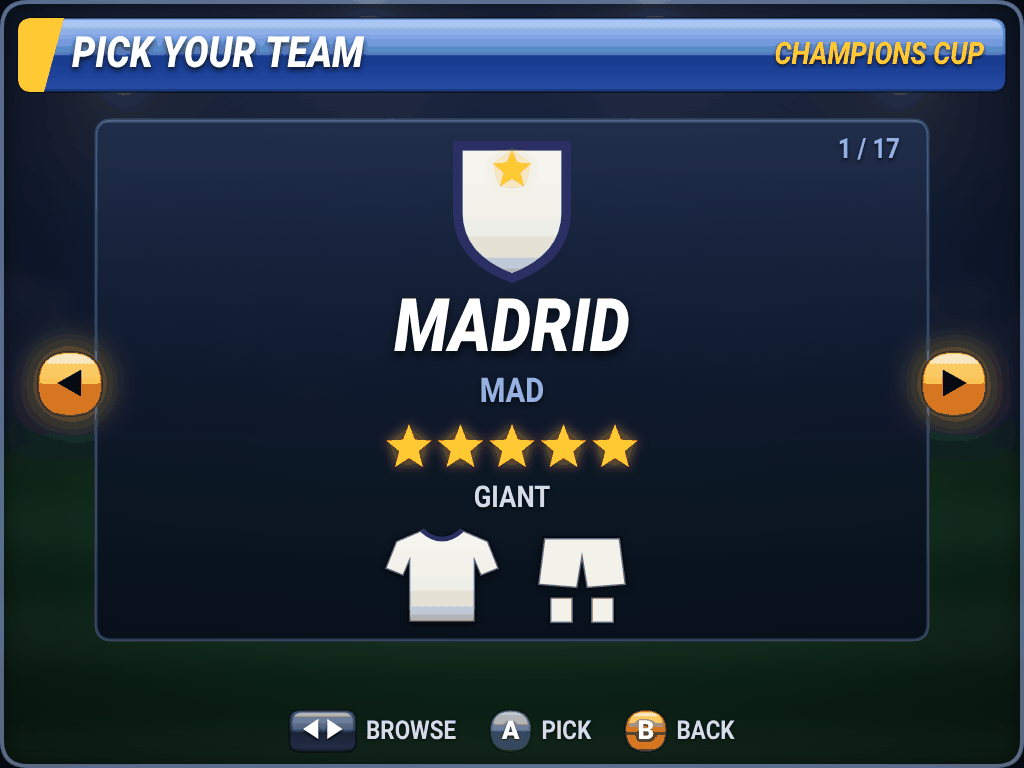 PICK YOUR TEAM
CHAMPIONS CUP
1 / 17
MADRID
MAD
GIANT
BROWSE A PICK B BACK